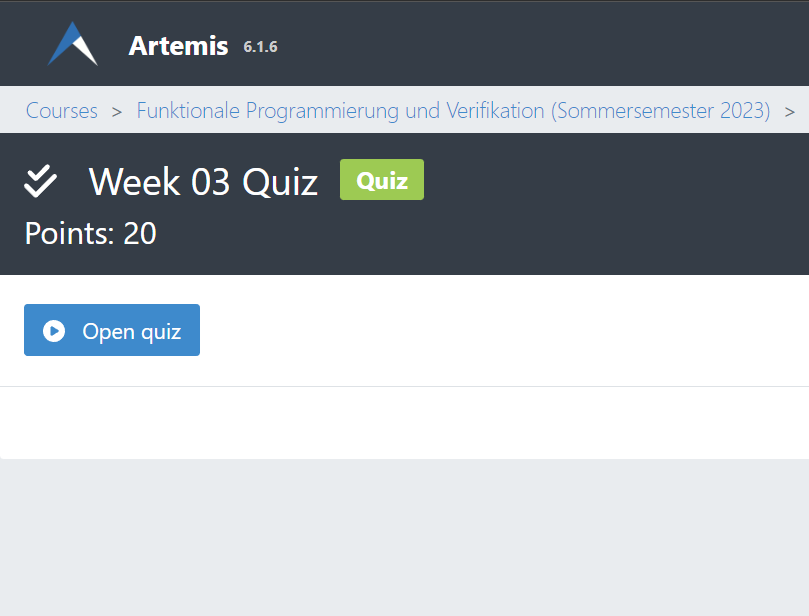 Artemis 6.1.6
Courses > Funktionale Programmierung und Verifikation (Sommersemester 2023) >
Week 03 Quiz Quiz
Points: 20
Open quiz